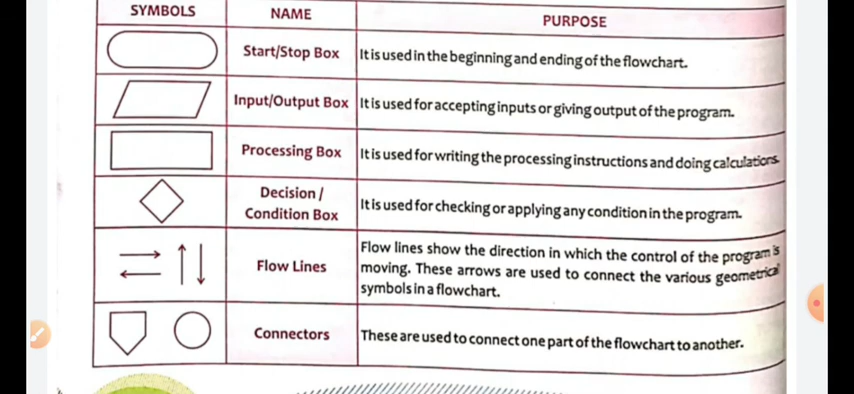 SYMBOLS NAME PURPOSE
Start/Stop Box It is used in the beginning and ending of the flowchart.
Input/Output Box It is used for accepting inputs or giving output of the program.
Processing Box It is used for writing the processing instructions and doing calculations.
Decision /
Condition Box
It is used for checking or applying any condition in the program.
Flow Lines
Flow lines show the direction in which the control of the program is
moving. These arrows are used to connect the various geometrical
symbols in a flowchart.
Connectors These are used to connect one part of the flowchart to another.